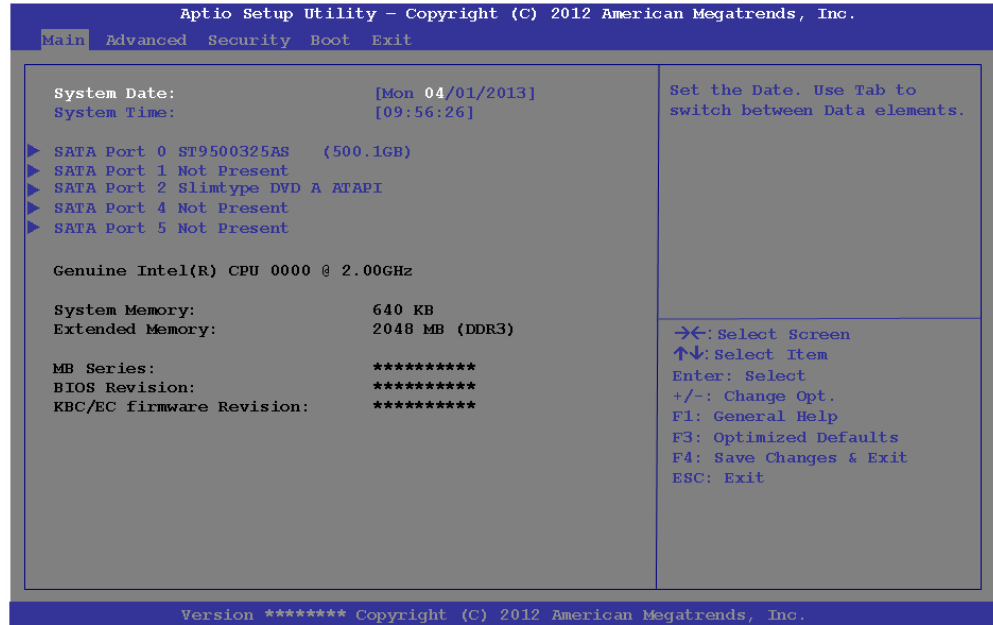 Aptio Setup Utility – Copyright (C) 2012 American Megatrends, Inc.
Main Advanced Security Boot Exit
System Date: [Mon 04/01/2013]
System Time: [09:56:26]
SATA Port 0 ST9500325AS (500.1GB)
SATA Port 1 Not Present
SATA Port 2 Slimtype DVD A ATAPI
SATA Port 4 Not Present
SATA Port 5 Not Present
Genuine Intel(R) CPU 0000 @ 2.00GHz
System Memory: 640 KB
Extended Memory: 2048 MB (DDR3)
MB Series: **********
BIOS Revision: **********
KBC/EC firmware Revision: **********
Set the Date. Use Tab to
switch between Data elements.
→←:Select Screen
↑↓:Select Item
Enter: Select
+/-: Change Opt.
F1: General Help
F3: Optimized Defaults
F4: Save Changes & Exit
ESC: Exit
Version ******** Copyright (C) 2012 American Megatrends, Inc.